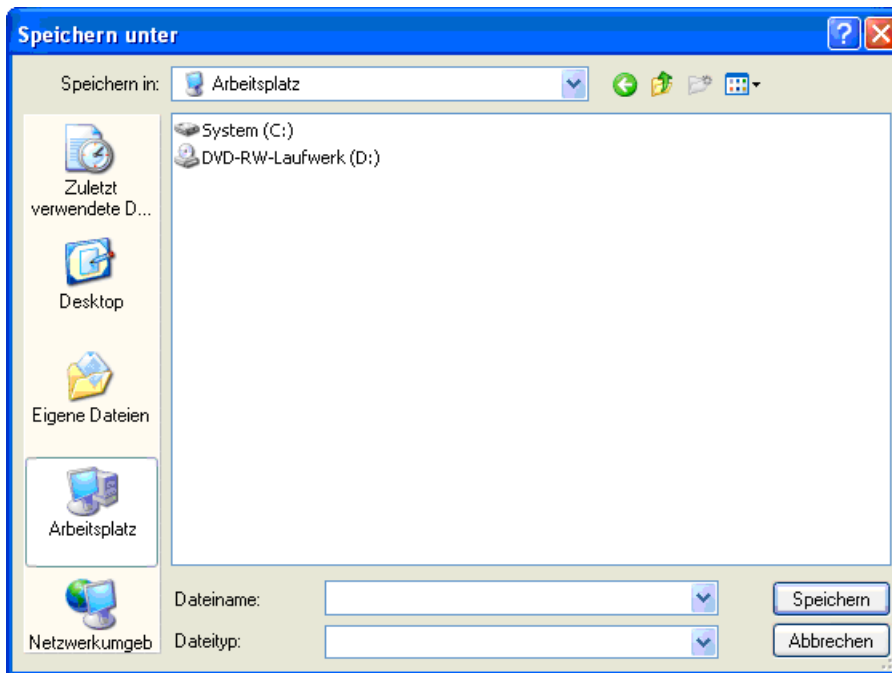 Speichern unter
Speichern in: Arbeitsplatz
System (C:)
DVD-RW-Laufwerk (D:)
Zuletzt
verwendete D...
Desktop
Eigene Dateien
Arbeitsplatz
Netzwerkumgeb
Dateiname:
Speichern
Dateityp:
Abbrechen